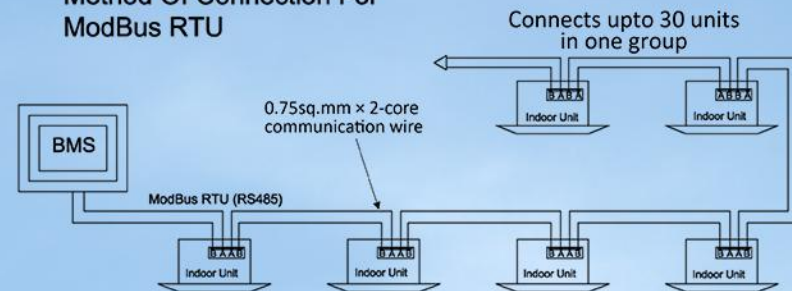 Method Of Connection For
ModBus RTU
Connects upto 30 units
in one group
B A B A
Indoor Unit
A B B A
Indoor Unit
0.75sq.mm × 2-core
communication wire
BMS
ModBus RTU (RS485)
B A A B
Indoor Unit
B A A B
Indoor Unit
B A A B
Indoor Unit
B A A B
Indoor Unit